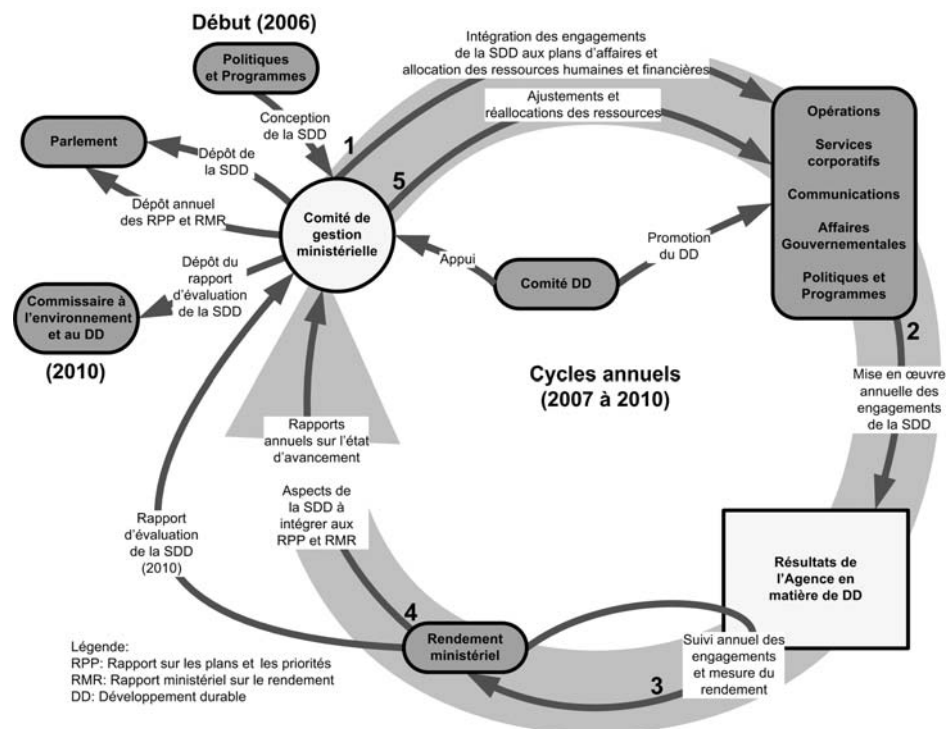 Début (2006)
Politiques
et Programmes
Conception
de la SDD
Intégration des engagements
de la SDD aux plans d'affaires et
allocation des ressources humaines et financières
Ajustements et
réallocations des ressources
1
5
Parlement
Dépôt de
la SDD
Dépôt annuel
des RPP et RMR
Comité de
gestion
ministérielle
Dépôt du
rapport
d'évaluation
de la SDD
Commissaire à
l'environnement
et au DD
(2010)
Appui
Comité DD
Promotion
du DD
Opérations
Services
corporatifs
Communications
Affaires
Gouvernementales
Politiques et
Programmes
2
Mise en œuvre
annuelle des
engagements
de la SDD
Cycles annuels
(2007 à 2010)
Rapports
annuels sur l'état
d'avancement
Aspects de
la SDD à
intégrer aux
RPP et RMR
Rapport
d'évaluation
de la SDD
(2010)
Résultats de
l'Agence en
matière de DD
4
Rendement
ministériel
Suivi annuel des
engagements
et mesure du
rendement
3
Légende:
RPP: Rapport sur les plans et les priorités
RMR: Rapport ministériel sur le rendement
DD: Développement durable